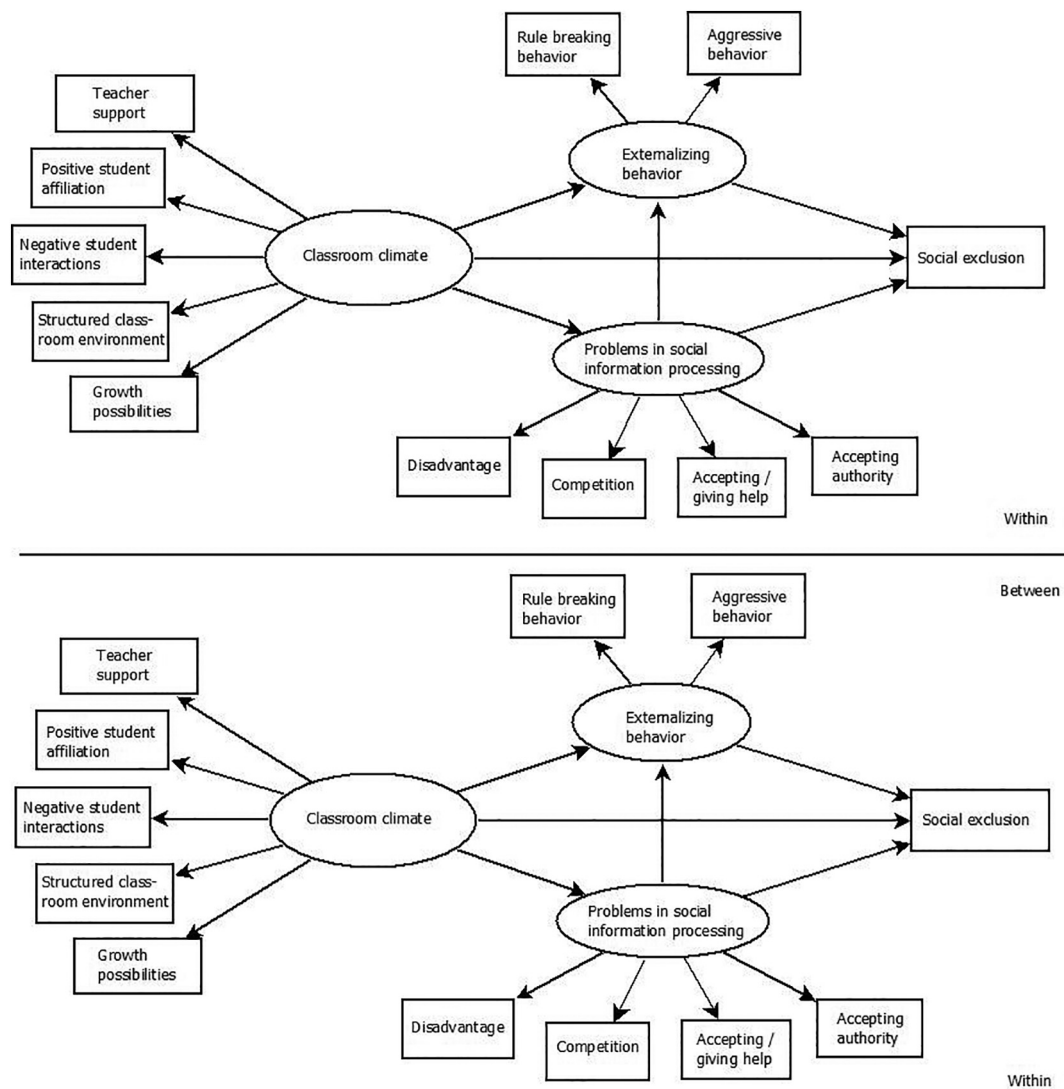 Rule breaking
behavior
Aggressive
behavior
Teacher
support
Positive student
affiliation
Externalizing
behavior
Negative student
interactions
Classroom climate
Social exclusion
Structured class-
room environment
Problems in social
information processing
Growth
possibilities
Disadvantage
Competition
Accepting /
giving help
Accepting
authority
Within
Between
Rule breaking
behavior
Aggressive
behavior
Teacher
support
Positive student
affiliation
Externalizing
behavior
Negative student
interactions
Classroom climate
Social exclusion
Structured class-
room environment
Problems in social
information processing
Growth
possibilities
Disadvantage
Competition
Accepting /
giving help
Accepting
authority
Within